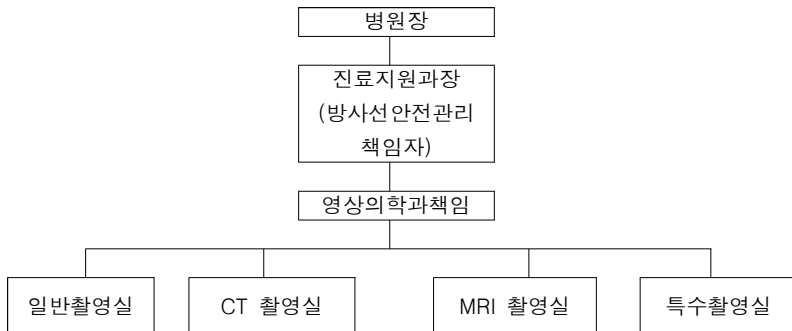 병원장
진료지원과장
(방사선안전관리
책임자)
영상의학과책임
일반촬영실
CT 촬영실
MRI 촬영실
특수촬영실